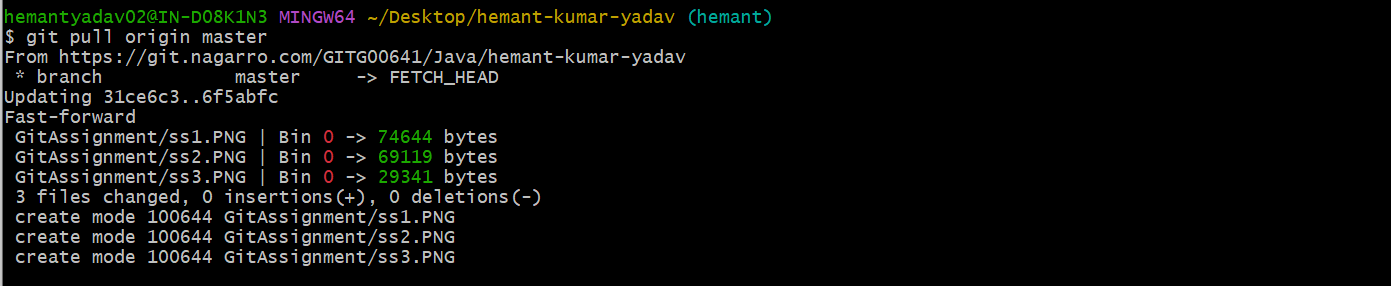 hemantyadav02@IN-D08K1N3 MINGW64 ~/Desktop/hemant-kumar-yadav (hemant)
$ git pull origin master
From https://git.nagarro.com/GITG00641/Java/hemant-kumar-yadav
 * branch            master     -> FETCH_HEAD
Updating 31ce6c3..6f5abfc
Fast-forward
 GitAssignment/ss1.PNG | Bin 0 -> 74644 bytes
 GitAssignment/ss2.PNG | Bin 0 -> 69119 bytes
 GitAssignment/ss3.PNG | Bin 0 -> 29341 bytes
 3 files changed, 0 insertions(+), 0 deletions(-)
 create mode 100644 GitAssignment/ss1.PNG
 create mode 100644 GitAssignment/ss2.PNG
 create mode 100644 GitAssignment/ss3.PNG